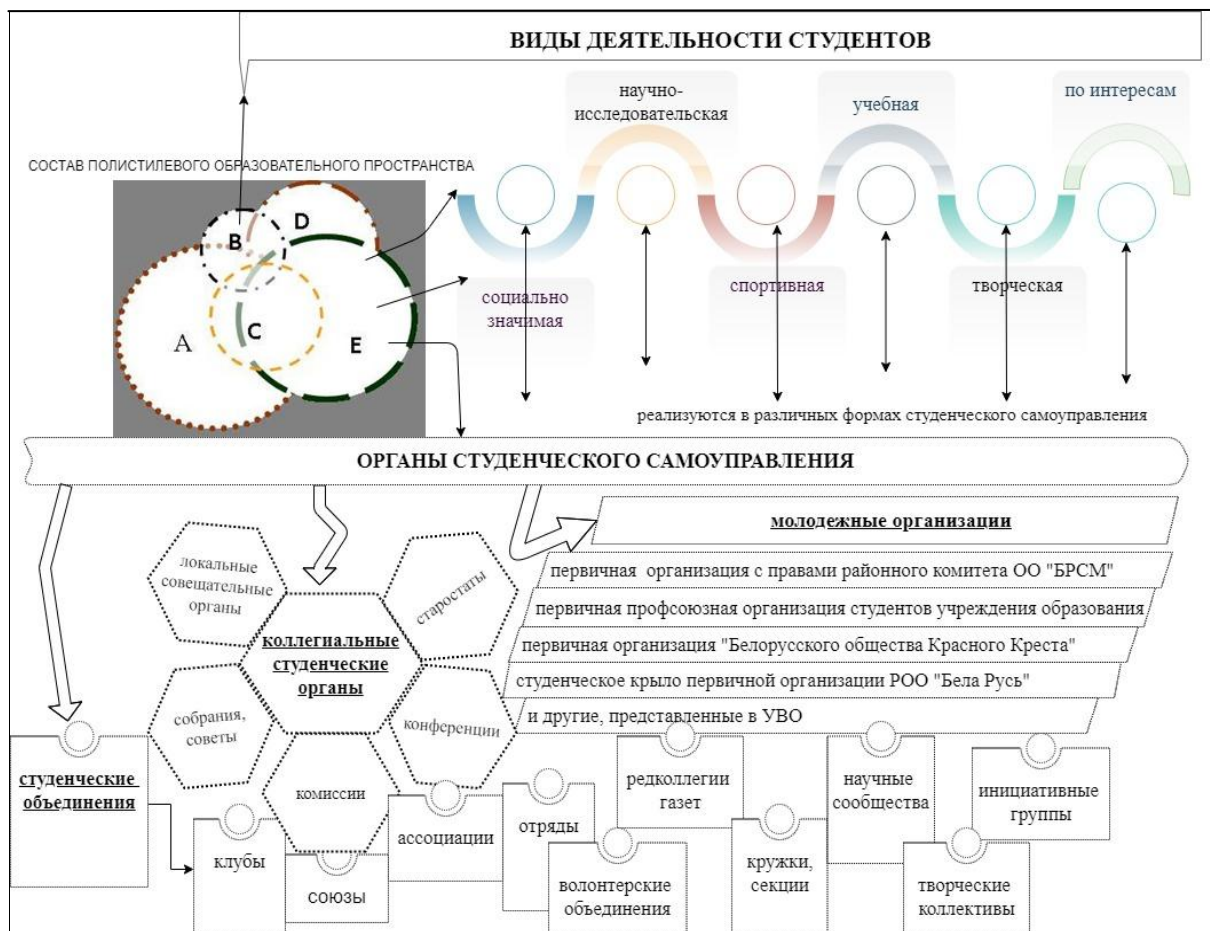 ВИДЫ ДЕЯТЕЛЬНОСТИ СТУДЕНТОВ
научно-
исследовательская
учебная
по интересам
СОСТАВ ПОЛИСТИЛЕВОГО ОБРАЗОВАТЕЛЬНОГО ПРОСТРАНСТВА
B
D
A
C
E
социально
значимая
спортивная
творческая
реализуются в различных формах студенческого самоуправления
ОРГАНЫ СТУДЕНЧЕСКОГО САМОУПРАВЛЕНИЯ
локальные
совещательные
органы
старостаты
коллегиальные
студенческие
органы
собрания,
советы
конференции
комиссии
молодежные организации
первичная организация с правами районного комитета ОО "БРСМ"
первичная профсоюзная организация студентов учреждения образования
первичная организация "Белорусского общества Красного Креста"
студенческое крыло первичной организации РОО "Бела Русь"
и другие, представленные в УВО
студенческие
объединения
клубы
союзы
ассоциации
отряды
волонтерские
объединения
редколлегии
газет
кружки,
секции
научные
сообщества
творческие
коллективы
инициативные
группы